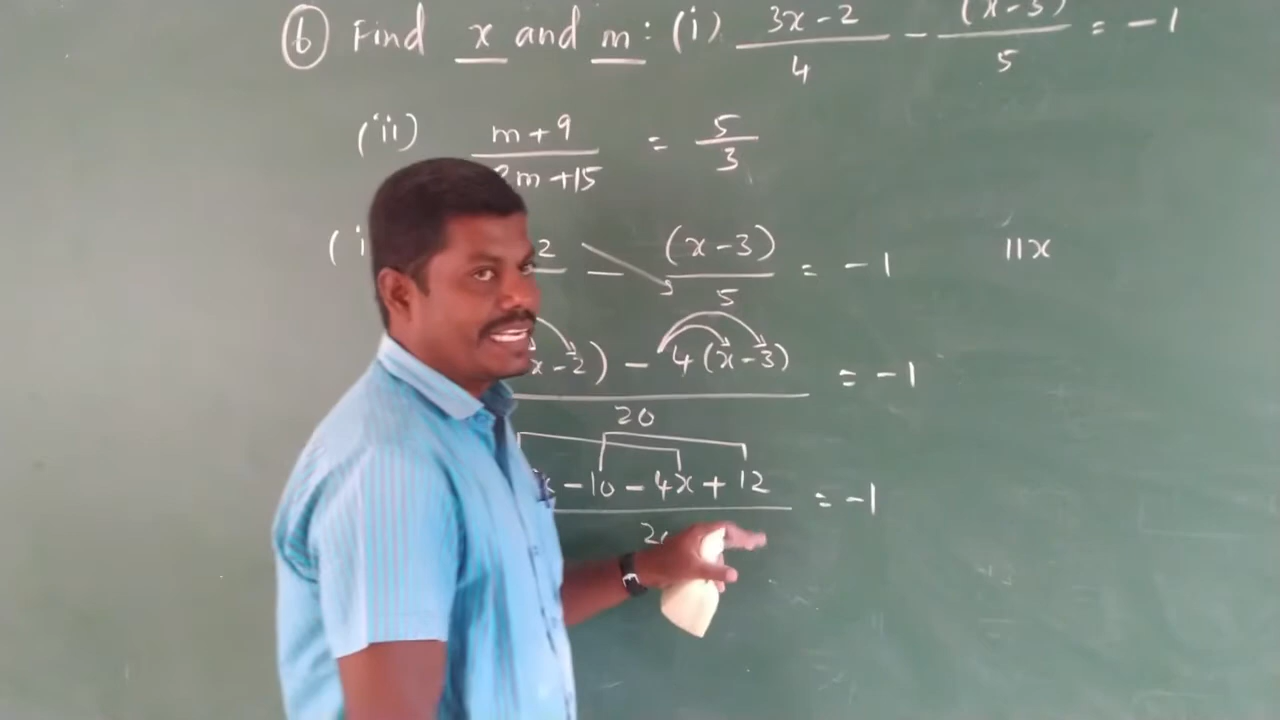 (6) Find x and m: (i) (3x-2)/4 - (x-3)/5 = -1
(ii) (m+9)/(m+15) = 5/3
(i 2 - (x-3)/5 = -1 11x
x-2) - 4(x-3) = -1
20
-10-4x+12 = -1
2